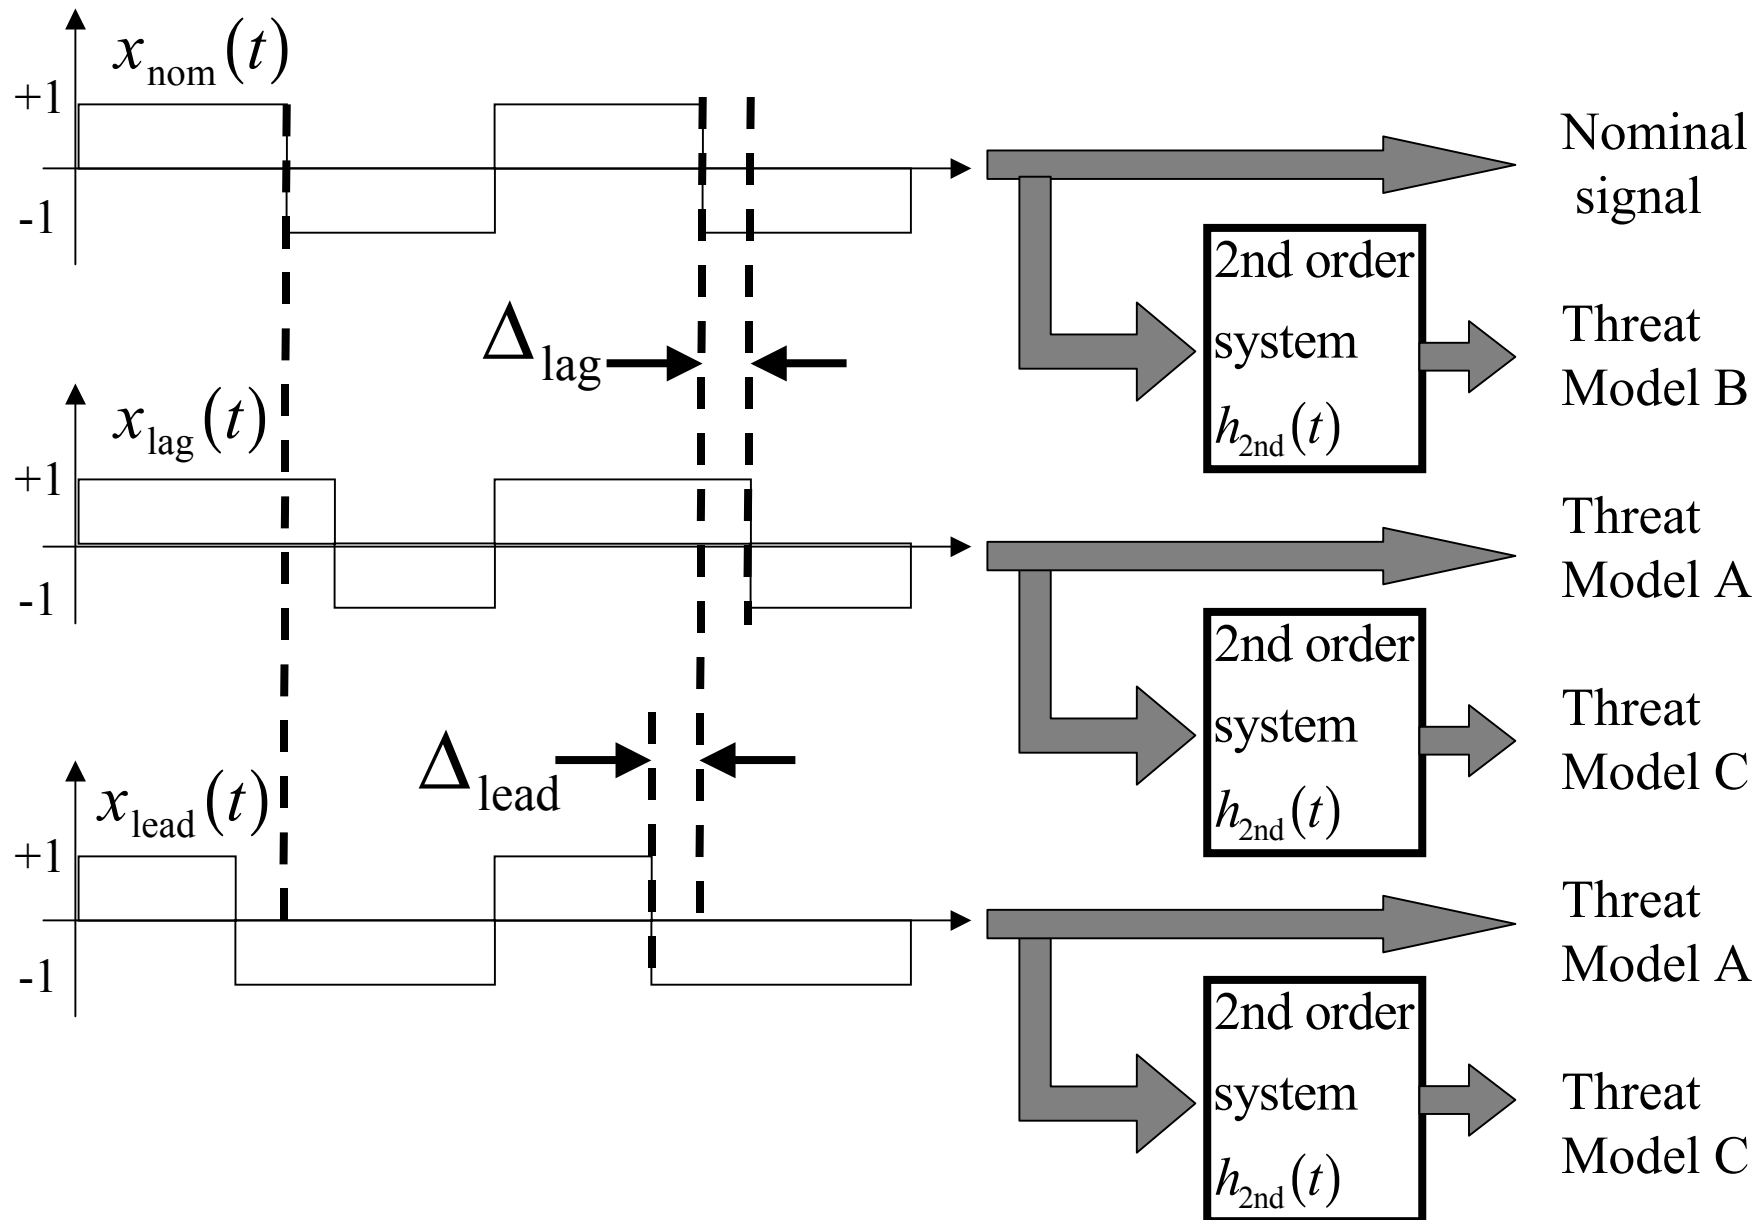 x_nom(t)
+1
-1
Nominal
signal
2nd order
system
h_2nd(t)
Threat
Model B
Δ_lag
x_lag(t)
+1
-1
Threat
Model A
2nd order
system
h_2nd(t)
Threat
Model C
Δ_lead
x_lead(t)
+1
-1
Threat
Model A
2nd order
system
h_2nd(t)
Threat
Model C